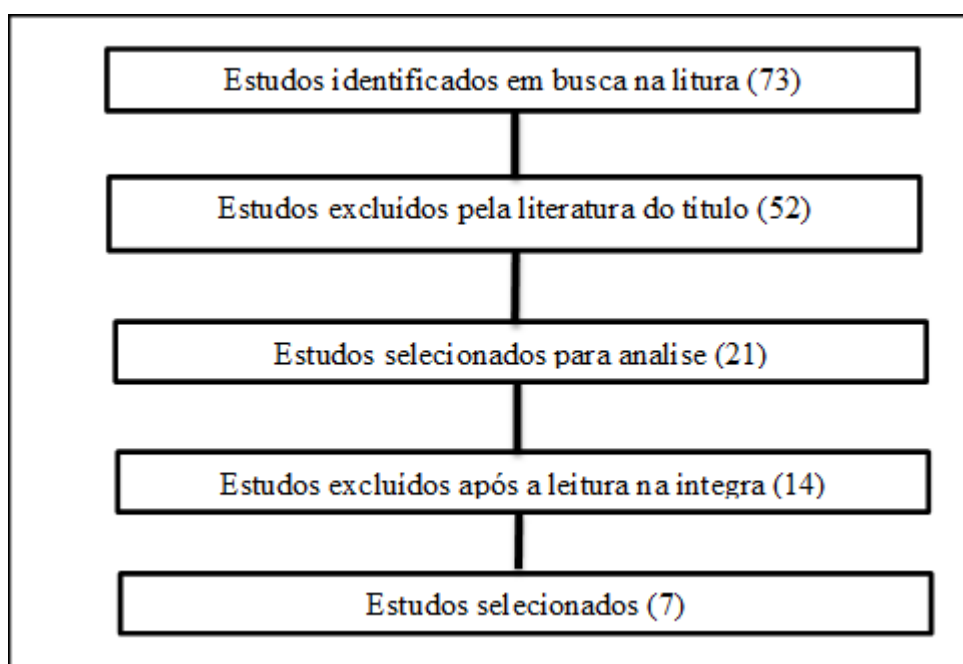 Estudos identificados em busca na litura (73)
Estudos excluídos pela literatura do titulo (52)
Estudos selecionados para analise (21)
Estudos excluídos após a leitura na integra (14)
Estudos selecionados (7)